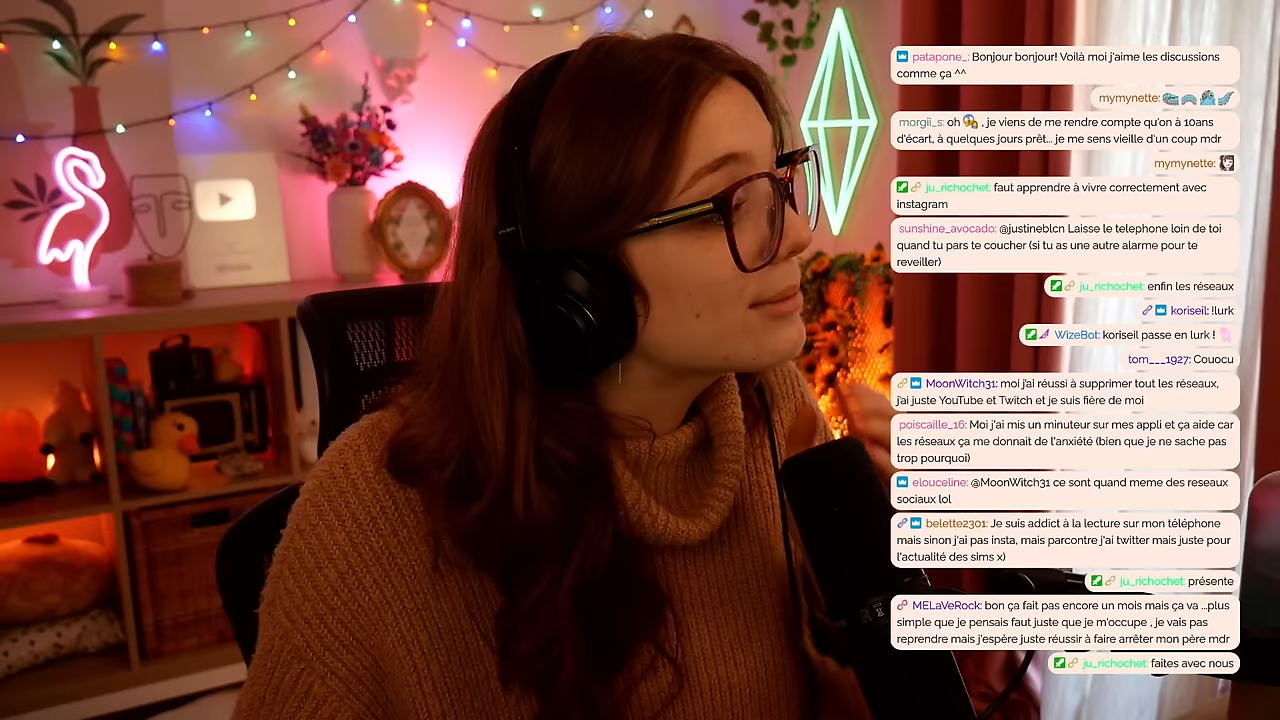 patapone_: Bonjour bonjour! Voilà moi j'aime les discussions
comme ça ^^
mymynette:
morgii_s: oh , je viens de me rendre compte qu'on à 10ans
d'écart, à quelques jours prêt... je me sens vieille d'un coup mdr
mymynette:
ju_richochet: faut apprendre à vivre correctement avec
instagram
sunshine_avocado: @justineblcn Laisse le telephone loin de toi
quand tu pars te coucher (si tu as une autre alarme pour te
reveiller)
ju_richochet: enfin les réseaux
koriseil: !lurk
WizeBot: koriseil passe en lurk !
tom___1927: Couocu
MoonWitch31: moi j'ai réussi à supprimer tout les réseaux,
j'ai juste YouTube et Twitch et je suis fière de moi
poiscaille_16: Moi j'ai mis un minuteur sur mes appli et ça aide car
les réseaux ça me donnait de l'anxiété (bien que je ne sache pas
trop pourquoi)
elouceline: @MoonWitch31 ce sont quand meme des reseaux
sociaux lol
belette2301: Je suis addict à la lecture sur mon téléphone
mais sinon j'ai pas insta, mais parcontre j'ai twitter mais juste pour
l'actualité des sims x)
ju_richochet: présente
MELaVeRock: bon ça fait pas encore un mois mais ça va ...plus
simple que je pensais faut juste que je m'occupe , je vais pas
reprendre mais j'espère juste réussir à faire arrêter mon père mdr
ju_richochet: faites avec nous